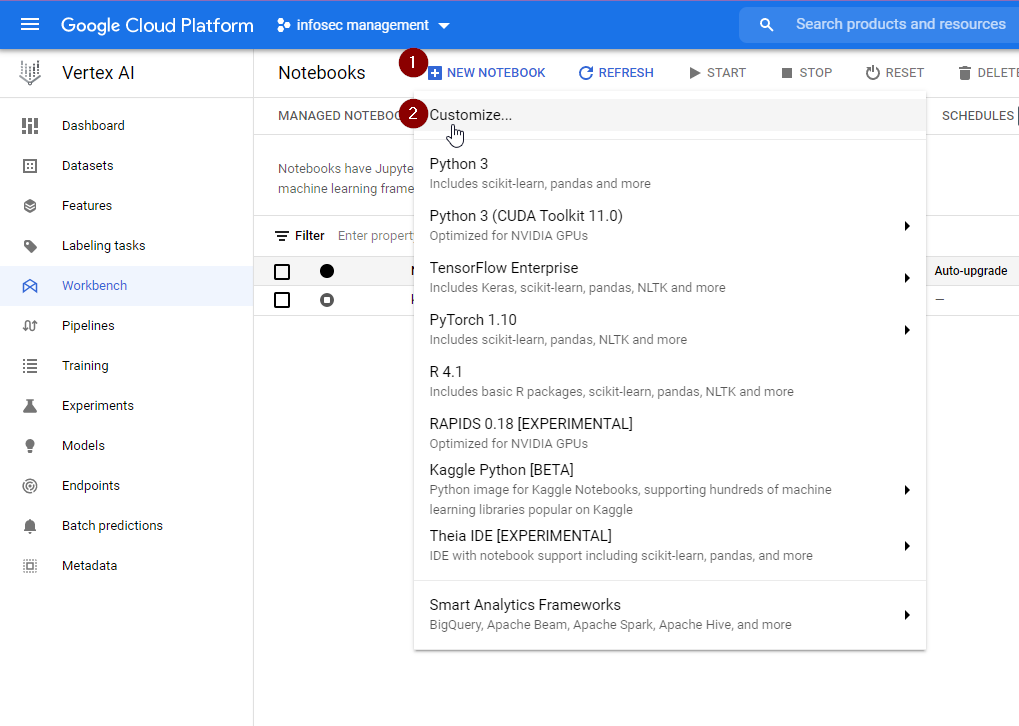 Google Cloud Platform
infosec management
Search products and resources
Vertex AI
Notebooks
1
NEW NOTEBOOK
REFRESH
START
STOP
RESET
DELETE
MANAGED NOTEBOO
2
Customize...
SCHEDULES
Dashboard
Datasets
Features
Labeling tasks
Workbench
Pipelines
Training
Experiments
Models
Endpoints
Batch predictions
Metadata
Notebooks have Jupyte
machine learning frame
Filter
Enter propert
Auto-upgrade
—
Python 3
Includes scikit-learn, pandas and more
Python 3 (CUDA Toolkit 11.0)
Optimized for NVIDIA GPUs
TensorFlow Enterprise
Includes Keras, scikit-learn, pandas, NLTK and more
PyTorch 1.10
Includes scikit-learn, pandas, NLTK and more
R 4.1
Includes basic R packages, scikit-learn, pandas, NLTK and more
RAPIDS 0.18 [EXPERIMENTAL]
Optimized for NVIDIA GPUs
Kaggle Python [BETA]
Python image for Kaggle Notebooks, supporting hundreds of machine
learning libraries popular on Kaggle
Theia IDE [EXPERIMENTAL]
IDE with notebook support including scikit-learn, pandas, and more
Smart Analytics Frameworks
BigQuery, Apache Beam, Apache Spark, Apache Hive, and more